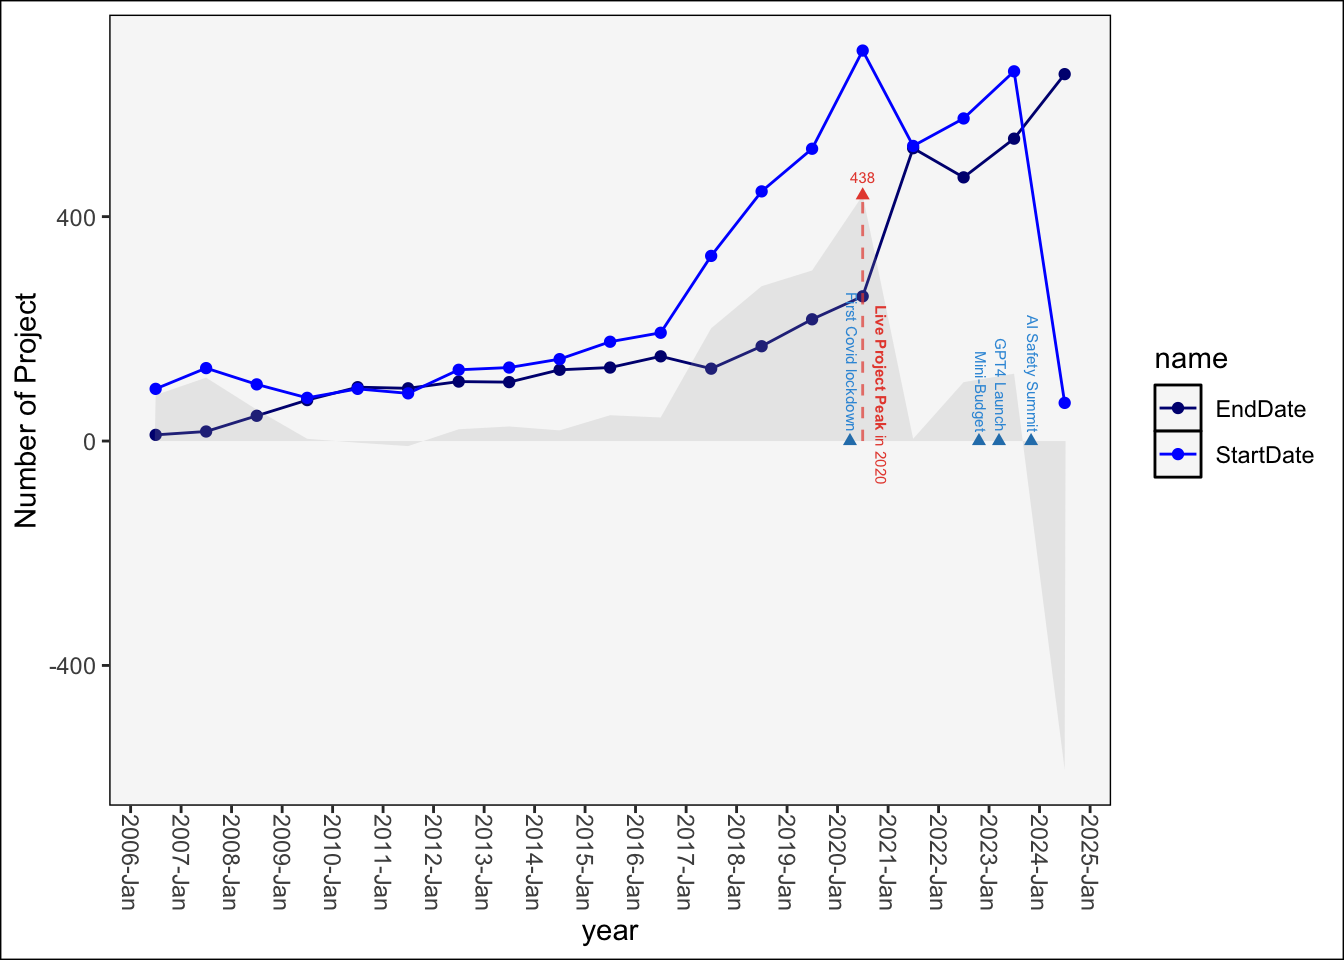 Number of Project
400
0
-400
438
First Covid lockdown
Live Project Peak in 2020
Mini-Budget
GPT4 Launch
AI Safety Summit
2006-Jan
2007-Jan
2008-Jan
2009-Jan
2010-Jan
2011-Jan
2012-Jan
2013-Jan
2014-Jan
2015-Jan
2016-Jan
2017-Jan
2018-Jan
2019-Jan
2020-Jan
2021-Jan
2022-Jan
2023-Jan
2024-Jan
2025-Jan
year
name
EndDate
StartDate